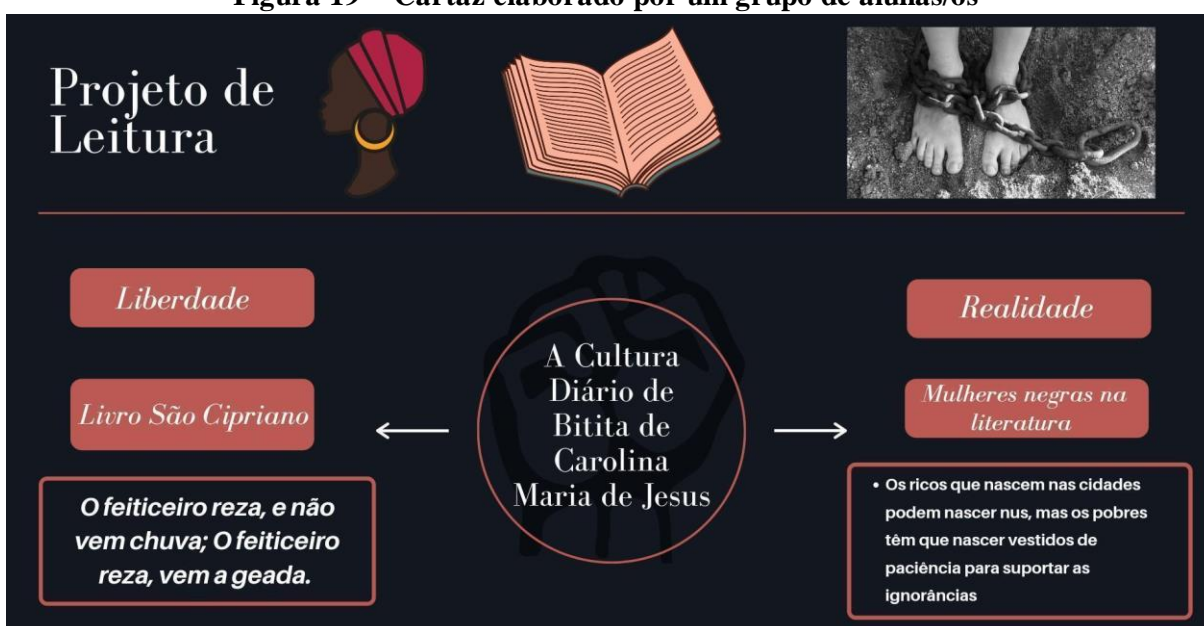 Figura 19 – Cartaz elaborado por um grupo de alunas/os
Projeto de
Leitura
Liberdade
Livro São Cipriano
O feiticeiro reza, e não
vem chuva; O feiticeiro
reza, vem a geada.
A Cultura
Diário de
Bitita de
Carolina
Maria de Jesus
Realidade
Mulheres negras na
literatura
• Os ricos que nascem nas cidades
podem nascer nus, mas os pobres
têm que nascer vestidos de
paciência para suportar as
ignorâncias